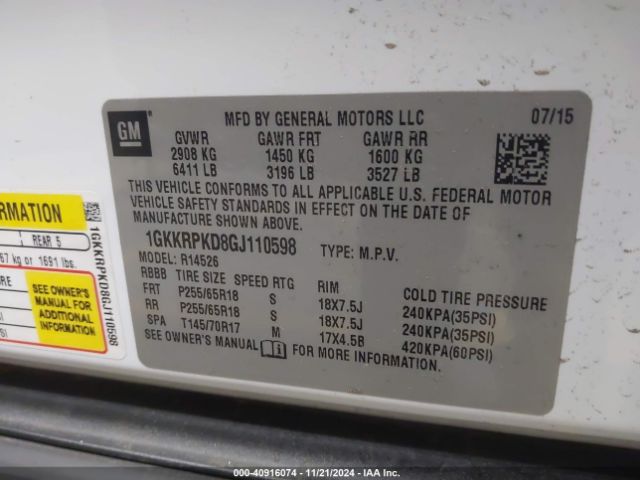 GM
MFD BY GENERAL MOTORS LLC 07/15
GVWR GAWR FRT GAWR RR
2908 KG 1450 KG 1600 KG
6411 LB 3196 LB 3527 LB
THIS VEHICLE CONFORMS TO ALL APPLICABLE U.S. FEDERAL MOTOR
VEHICLE SAFETY STANDARDS IN EFFECT ON THE DATE OF
MANUFACTURE SHOWN ABOVE.
1GKKRPKD8GJ110598 TYPE: M.P.V.
MODEL: R14526
RBBB TIRE SIZE SPEED RTG RIM COLD TIRE PRESSURE
FRT P255/65R18 S 18X7.5J 240KPA(35PSI)
RR P255/65R18 S 18X7.5J 240KPA(35PSI)
SPA T145/70R17 M 17X4.5B 420KPA(60PSI)
SEE OWNER'S MANUAL FOR MORE INFORMATION.
REAR 5
67 kg or 1691 lbs.
SEE OWNER'S
MANUAL FOR
ADDITIONAL
INFORMATION
1GKKRPKD8GJ110598
000-40916074 — 11/21/2024 — IAA Inc.